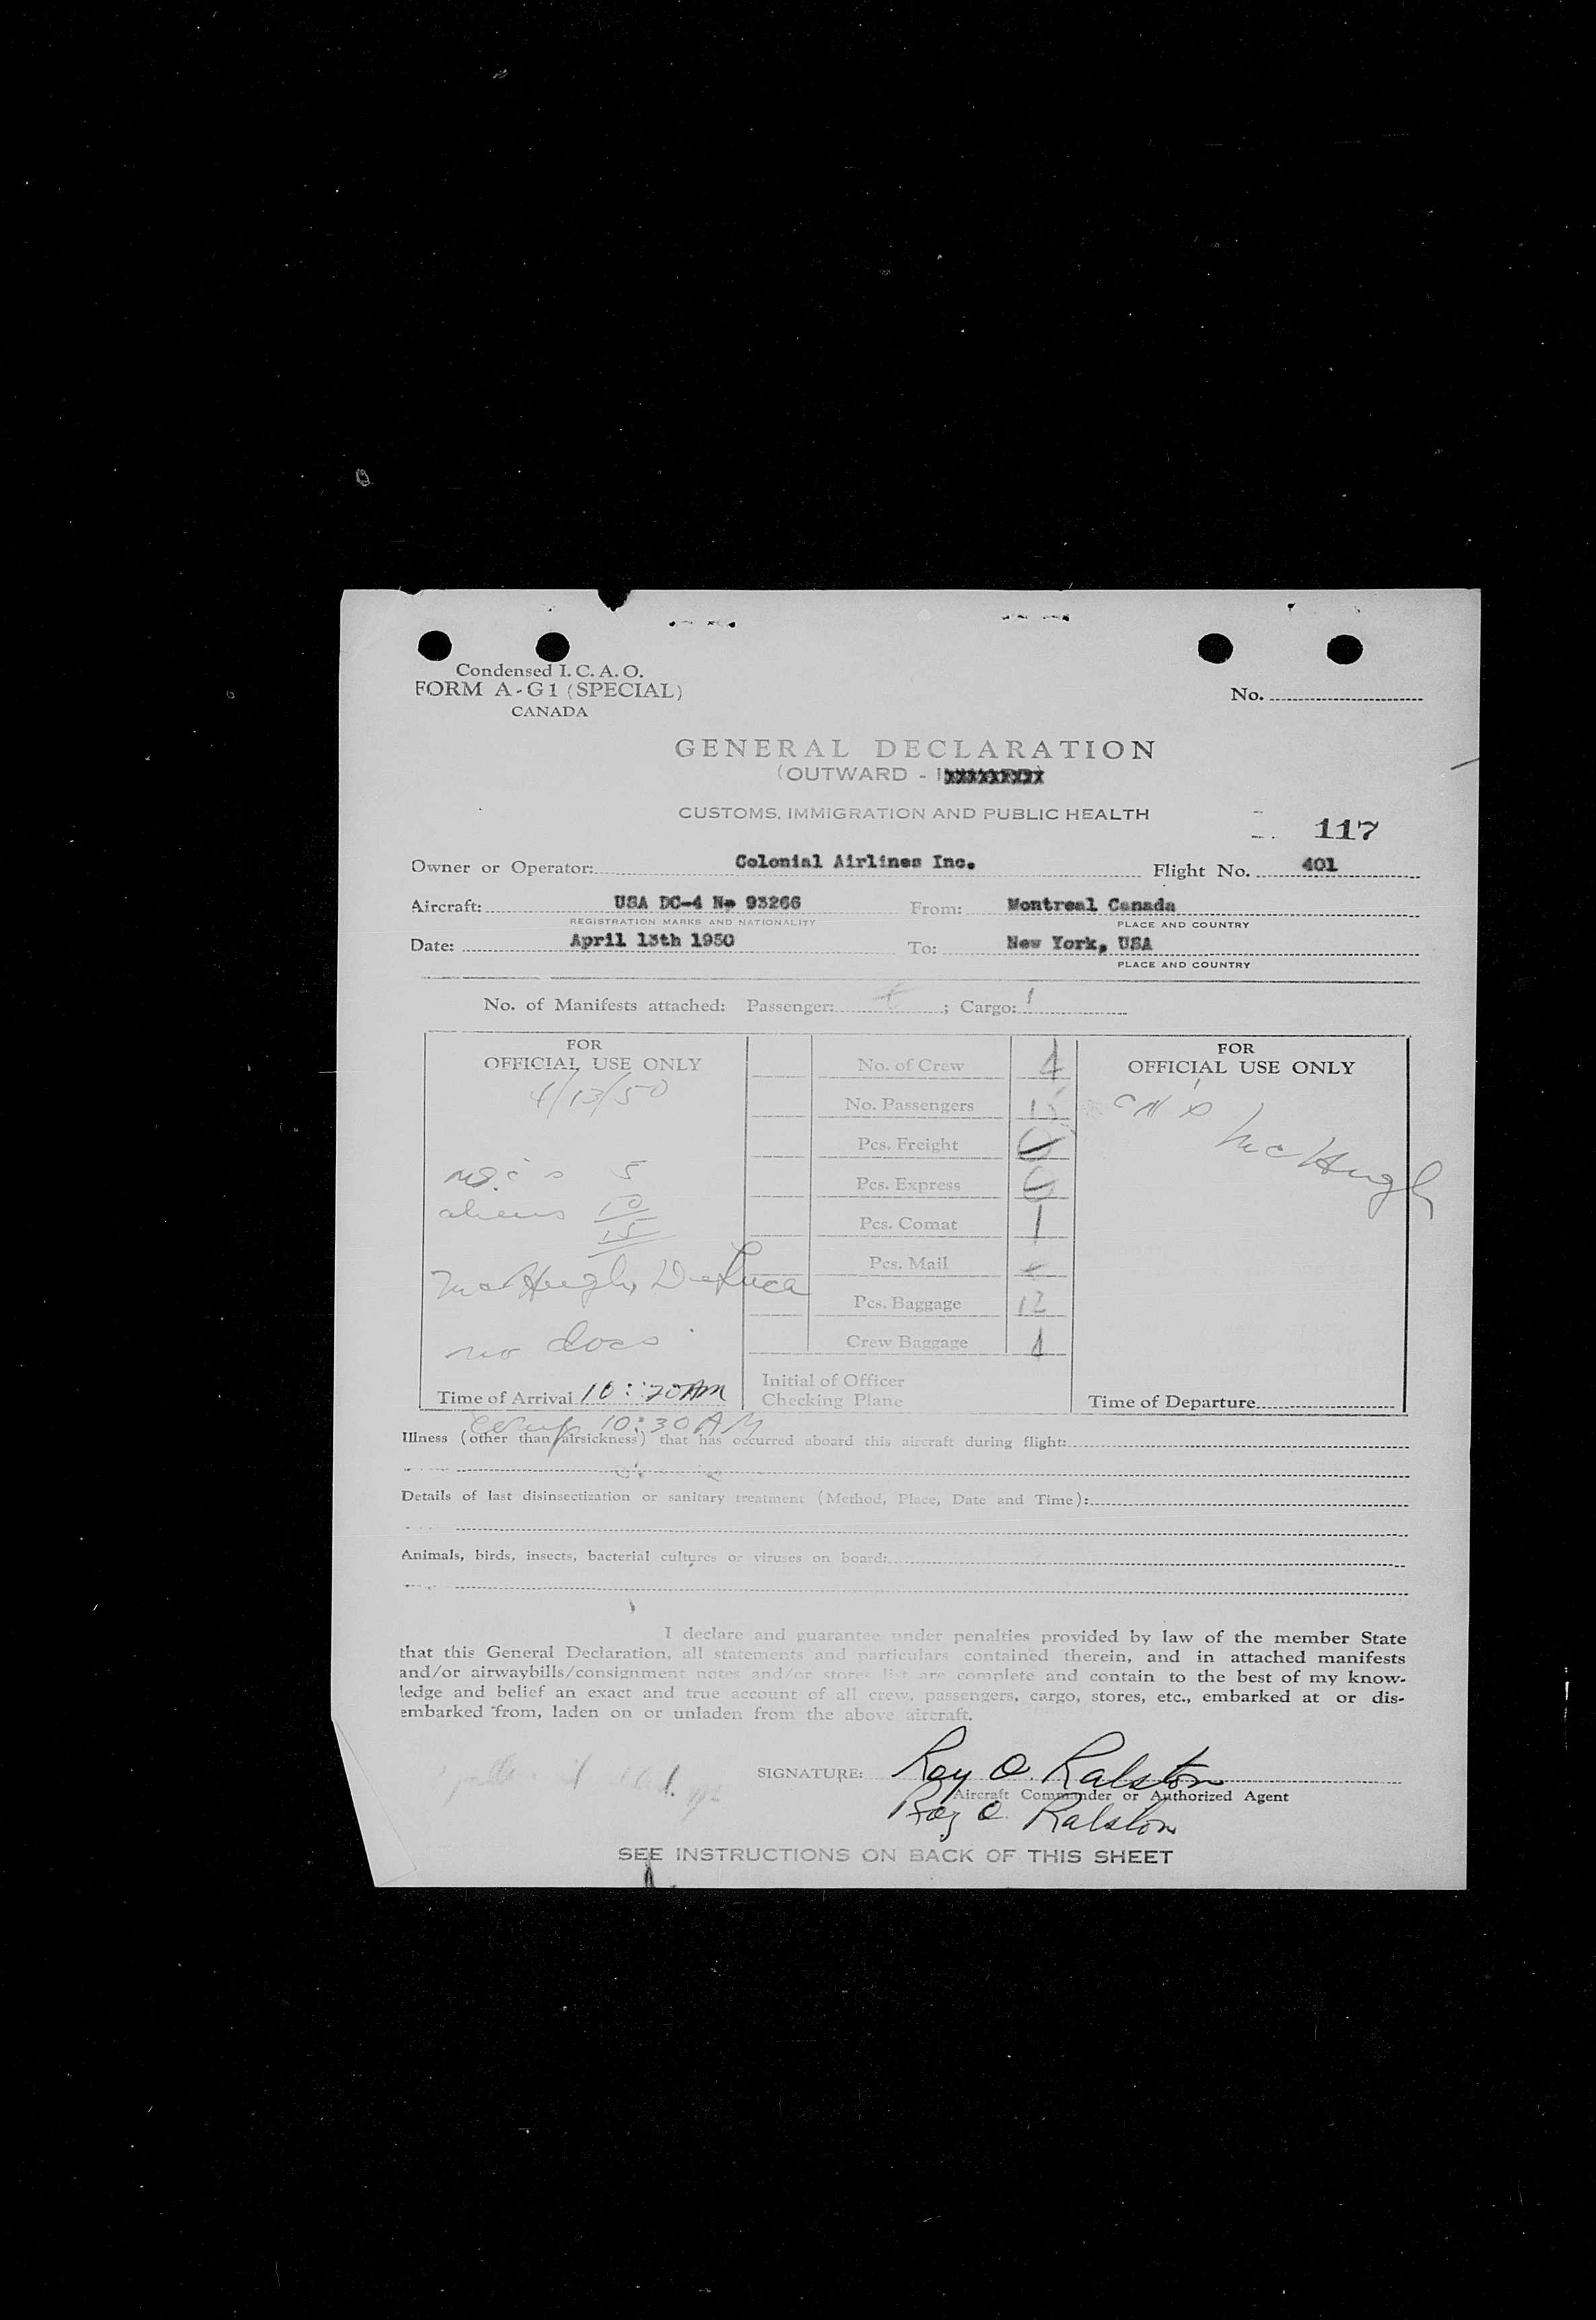 Condensed I. C. A. O.
FORM A-G1 (SPECIAL)
CANADA
No.
GENERAL DECLARATION
(OUTWARD -
CUSTOMS, IMMIGRATION AND PUBLIC HEALTH
117
Owner or Operator: Colonial Airlines Inc. Flight No. 401
Aircraft: USA DC-4 No 93266 From: Montreal Canada
REGISTRATION MARKS AND NATIONALITY PLACE AND COUNTRY
Date: April 13th 1950 To: New York, USA
PLACE AND COUNTRY
No. of Manifests attached: Passenger: ; Cargo: 1
FOR
OFFICIAL USE ONLY
4/13/50
5
aliens 10
15
McHugh, DeLuca
no docs
Time of Arrival 10:20 AM
10:30 AM
No. of Crew 4
No. Passengers 15
Pcs. Freight 0
Pcs. Express 0
Pcs. Comat 1
Pcs. Mail
Pcs. Baggage 12
Crew Baggage 4
Initial of Officer
Checking Plane
FOR
OFFICIAL USE ONLY
McHugh
Time of Departure
Illness (other than airsickness) that has occurred aboard this aircraft during flight:
Details of last disinsectization or sanitary treatment (Method, Place, Date and Time):
Animals, birds, insects, bacterial cultures or viruses on board:
I declare and guarantee under penalties provided by law of the member State
that this General Declaration, all statements and particulars contained therein, and in attached manifests
and/or airwaybills/consignment notes and/or stores list are complete and contain to the best of my know-
ledge and belief an exact and true account of all crew, passengers, cargo, stores, etc., embarked at or dis-
embarked from, laden on or unladen from the above aircraft.
SIGNATURE: Roy O. Ralston
Aircraft Commander or Authorized Agent
Roy O. Ralston
SEE INSTRUCTIONS ON BACK OF THIS SHEET